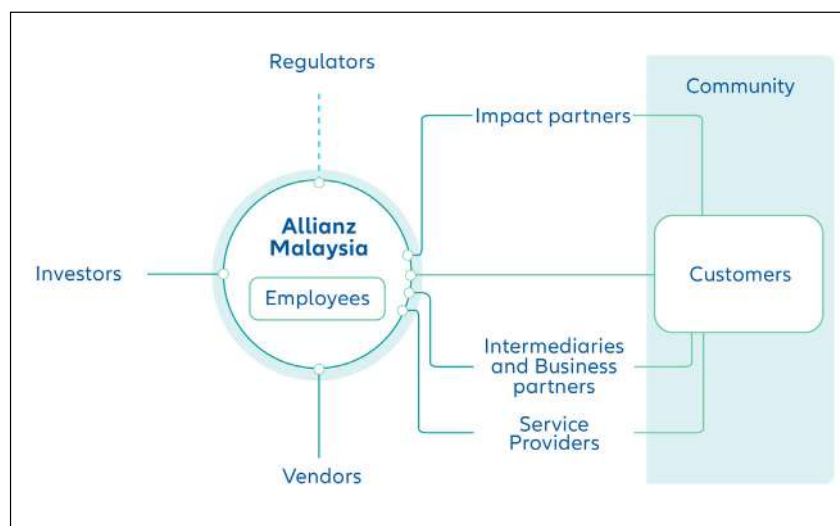 Regulators
Community
Impact partners
Allianz
Malaysia
Investors
Employees
Customers
Intermediaries
and Business
partners
Service
Providers
Vendors